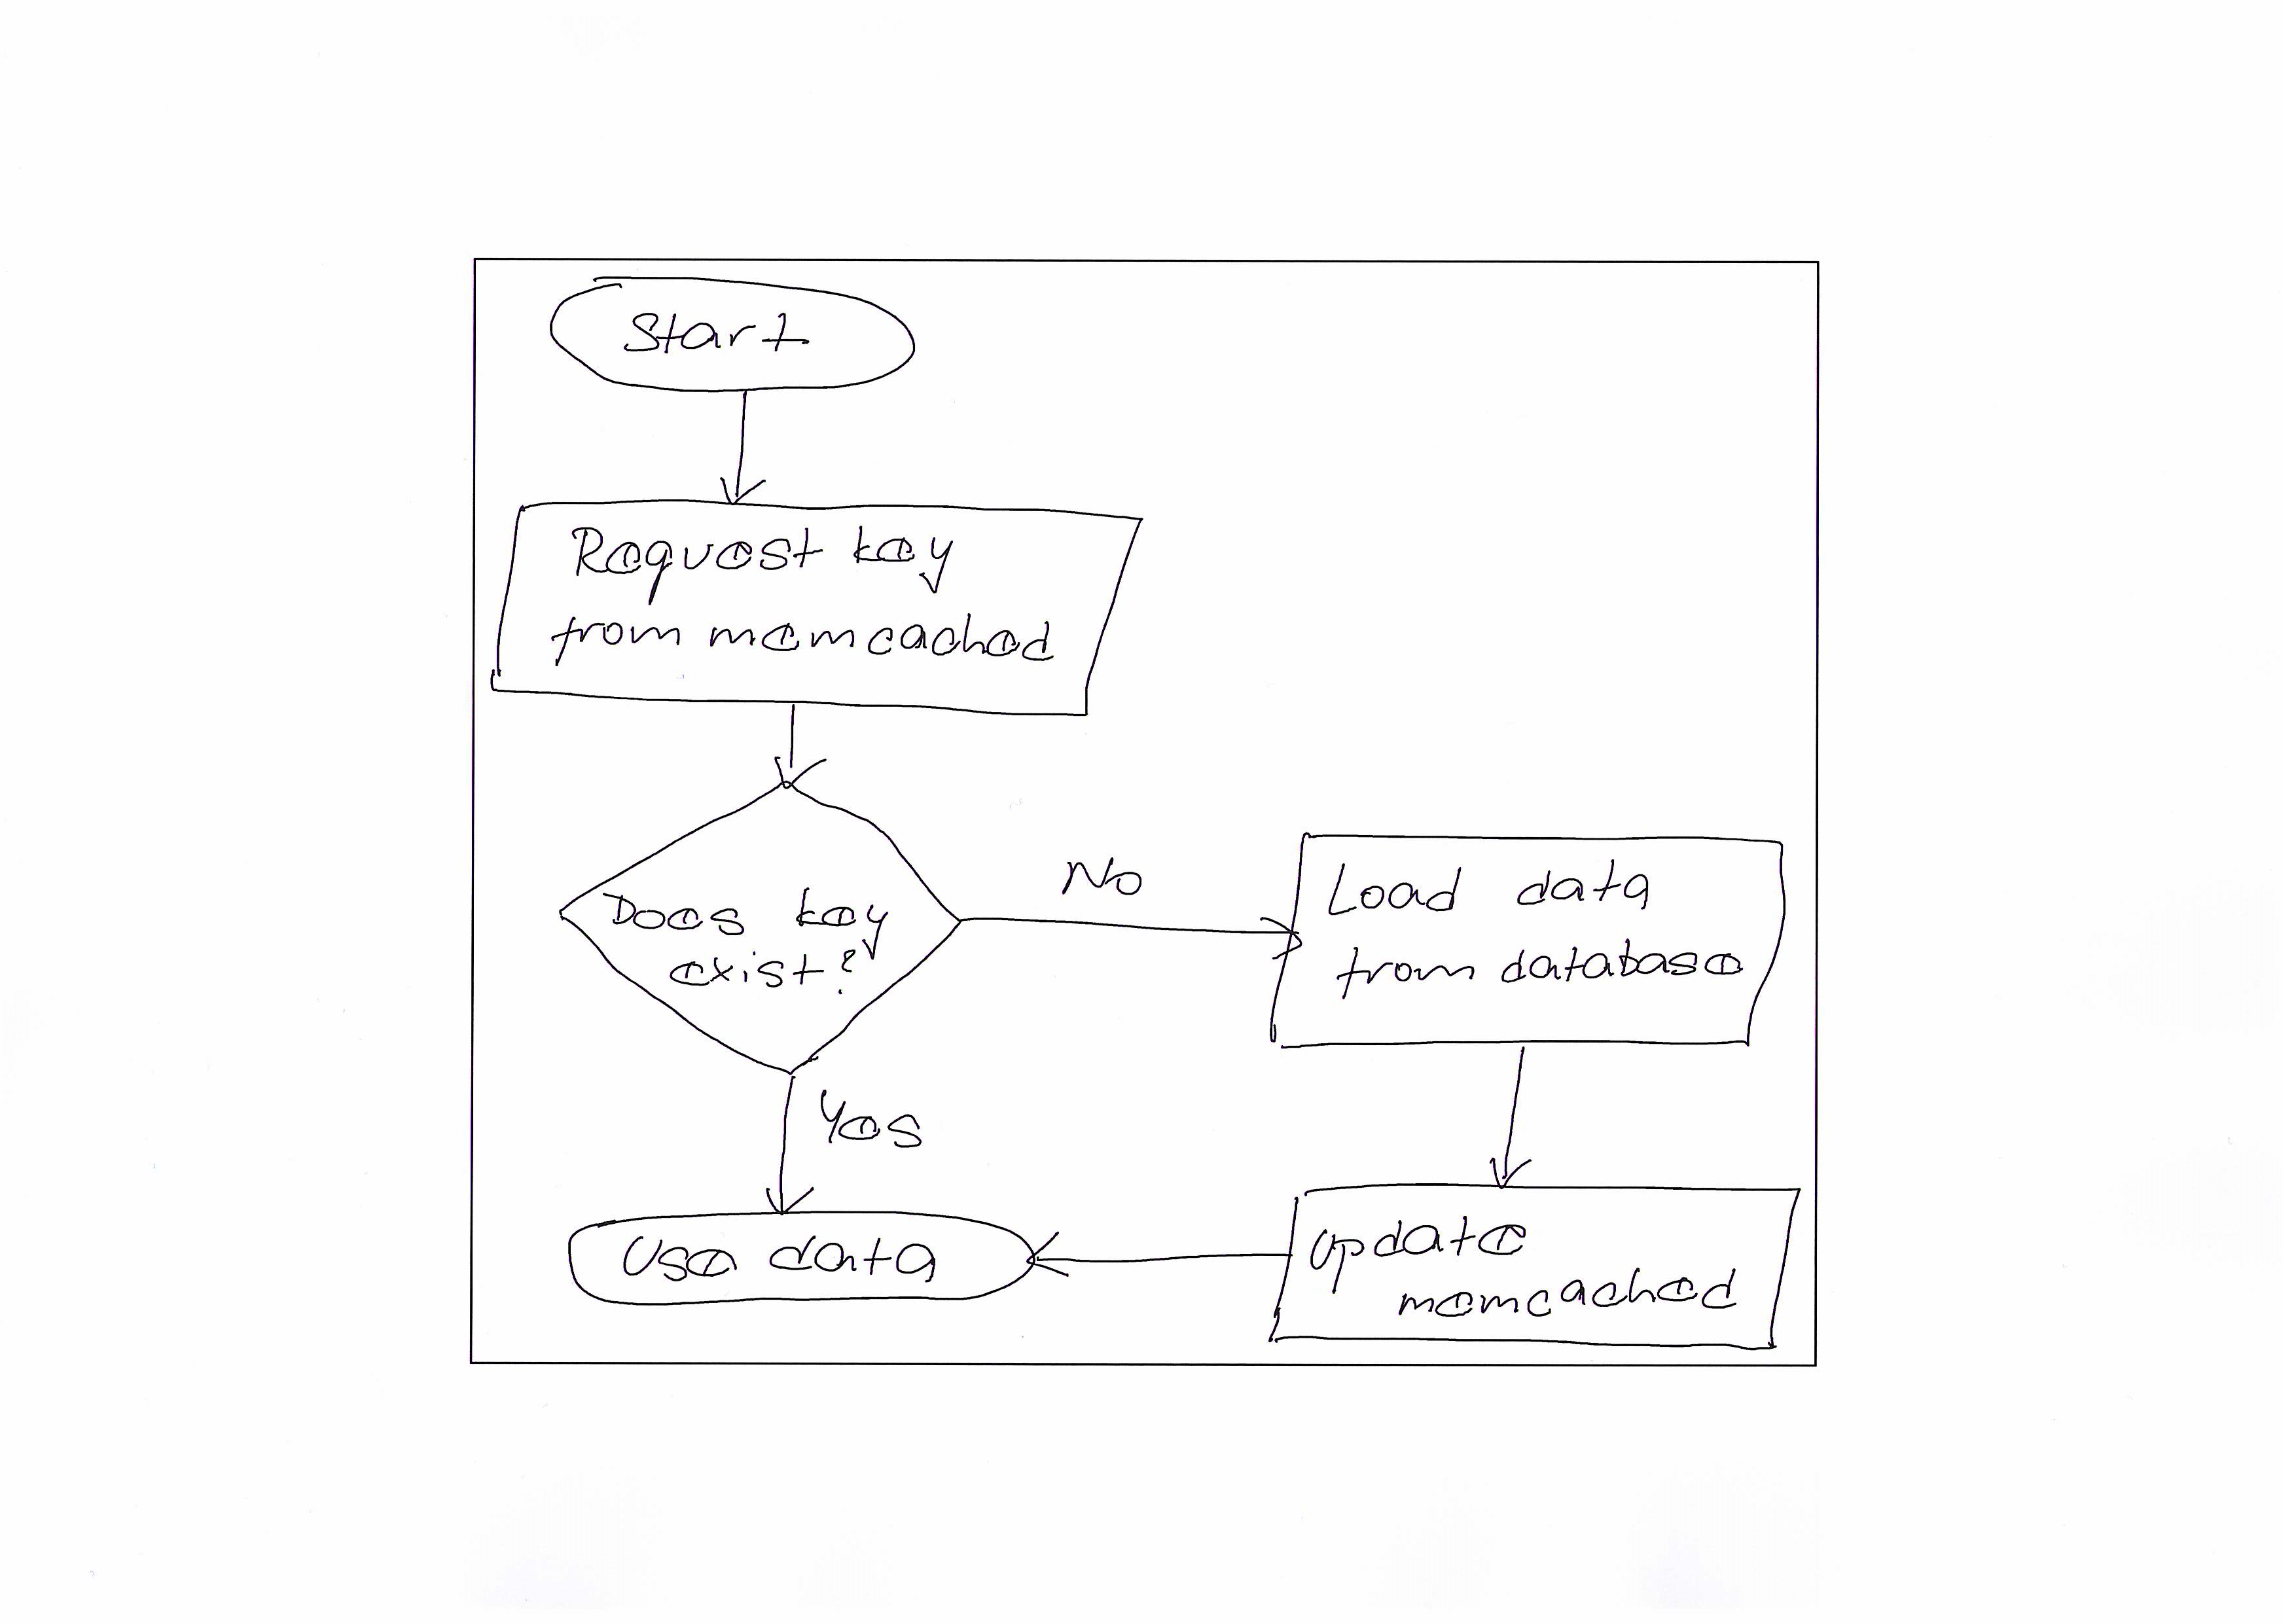 Start
Request key
from memcached
Does key
exist?
No
Load data
from database
Yes
Use data
Update
memcached